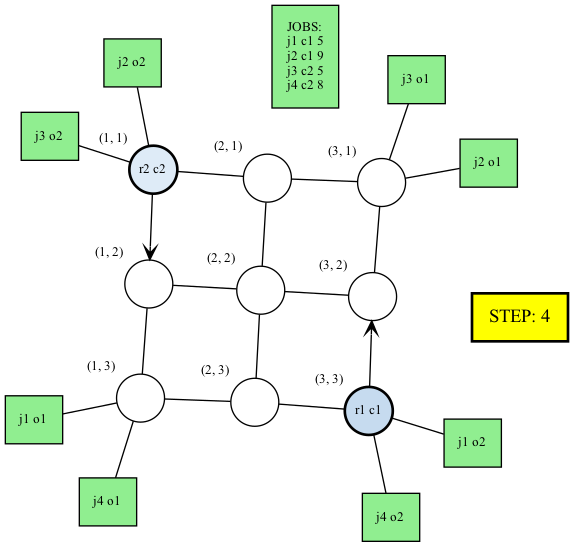 JOBS:
j1 c1 5
j2 c1 9
j3 c2 5
j4 c2 8
j2 o2
j3 o1
j3 o2
(1, 1)
(2, 1)
(3, 1)
j2 o1
r2 c2
(1, 2)
(2, 2)
(3, 2)
STEP: 4
(1, 3)
(2, 3)
(3, 3)
j1 o1
r1 c1
j1 o2
j4 o1
j4 o2